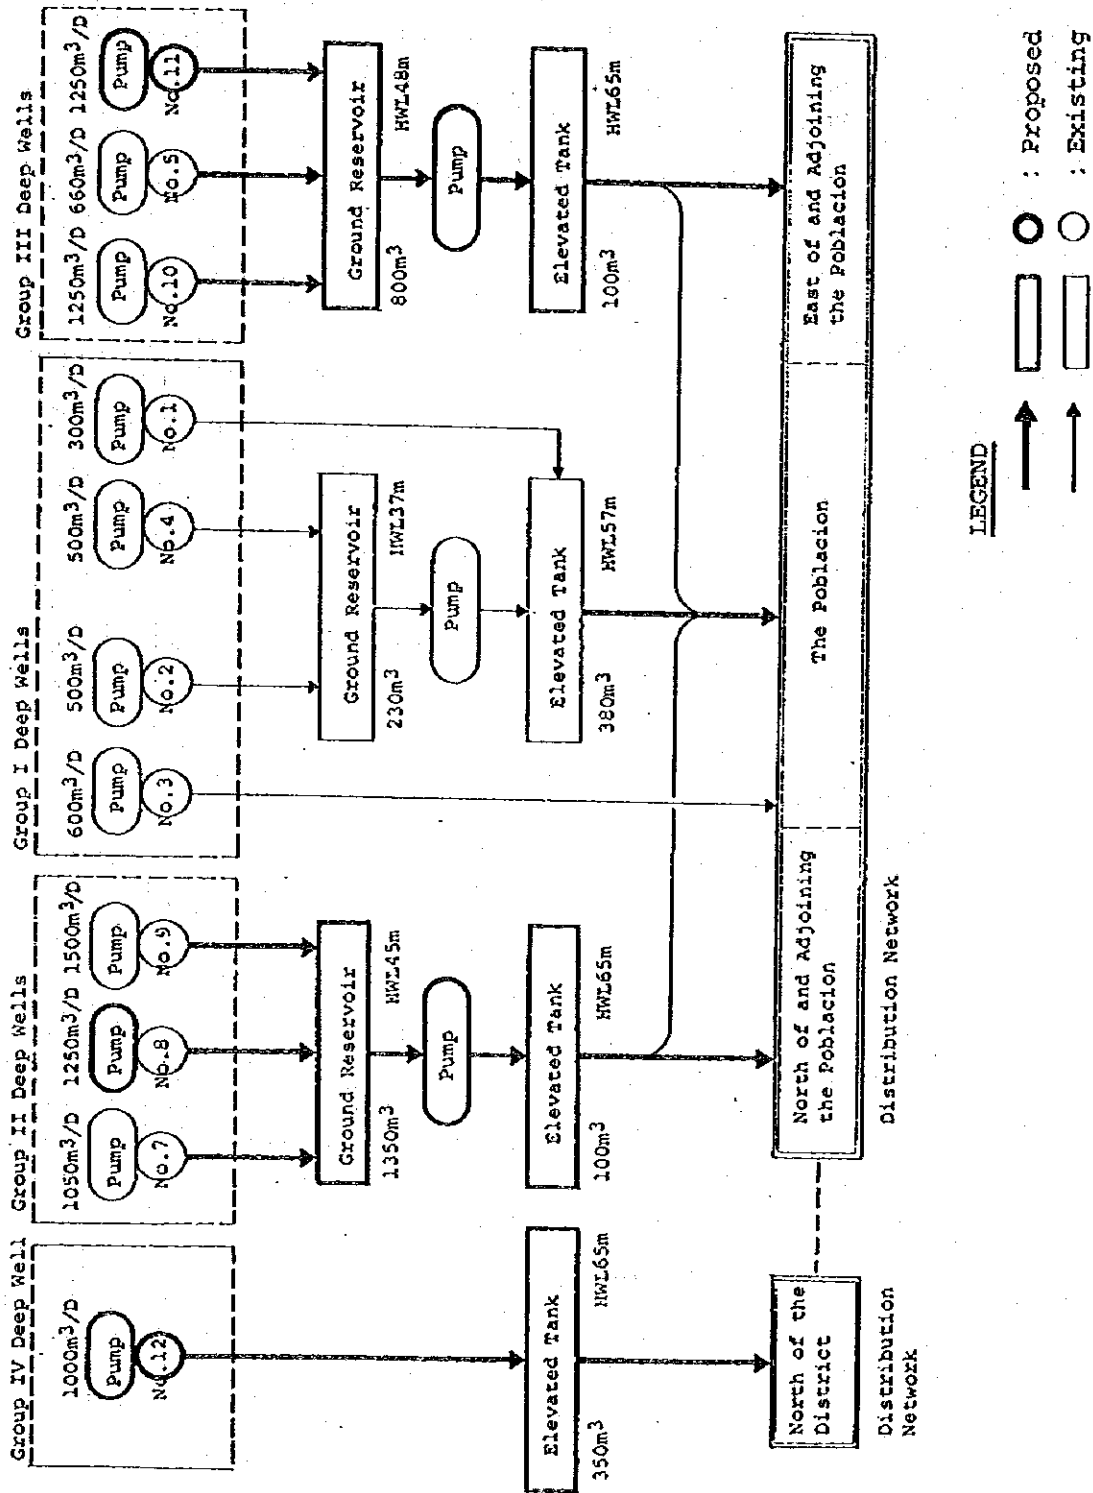 Group IV Deep Well
1000m³/D
Pump
No.12
Elevated Tank
350m³
HWL65m
North of the
District
Distribution
Network
Group II Deep Wells
1050m³/D
1250m³/D
1500m³/D
Pump
Pump
Pump
No.7
No.8
No.9
Ground Reservoir
1350m³
HWL45m
Pump
Elevated Tank
100m³
HWL65m
Group I Deep Wells
600m³/D
500m³/D
500m³/D
300m³/D
Pump
Pump
Pump
Pump
No.3
No.2
No.4
No.1
Ground Reservoir
230m³
HWL37m
Pump
Elevated Tank
380m³
HWL57m
Group III Deep Wells
1250m³/D
660m³/D
1250m³/D
Pump
Pump
Pump
No.10
No.5
No.11
Ground Reservoir
800m³
HWL48m
Pump
Elevated Tank
100m³
HWL65m
North of and Adjoining
the Poblacion
The Poblacion
East of and Adjoining
the Poblacion
Distribution Network
LEGEND
: Proposed
: Existing